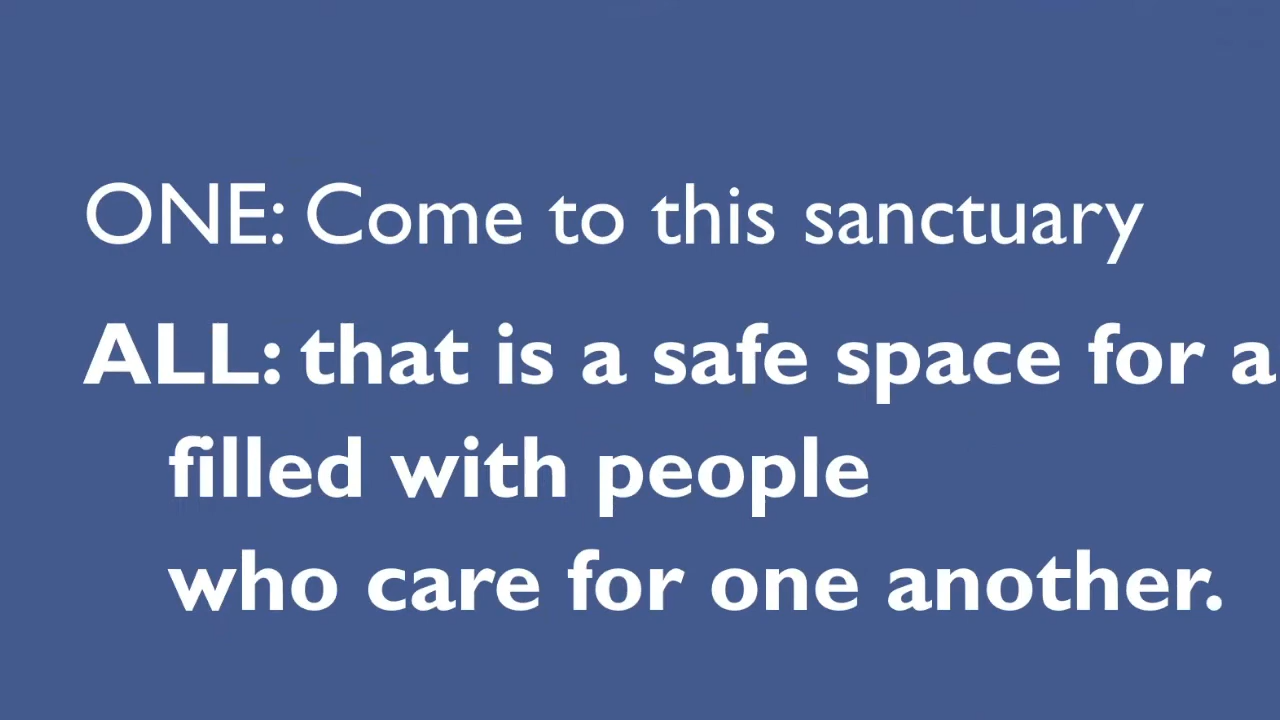 ONE: Come to this sanctuary
ALL: that is a safe space for a
filled with people
who care for one another.